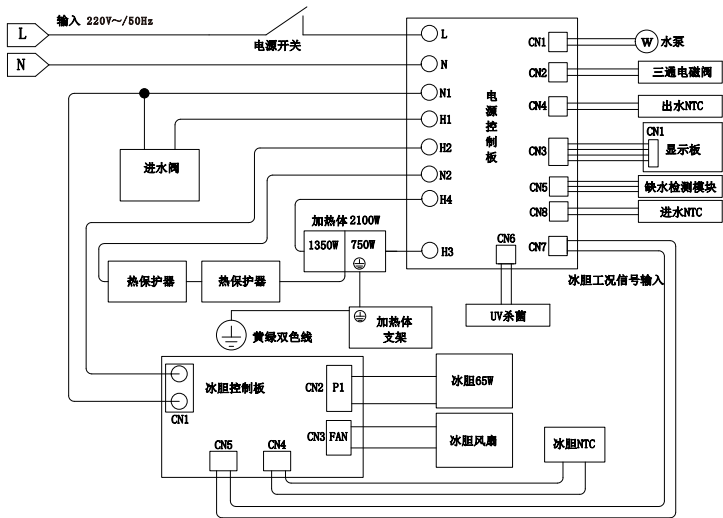 L
输入 220V～/50Hz
电源开关
L
N
N
N1
H1
H2
N2
H4
H3
电源控制板
CN1
水泵
W
CN2
三通电磁阀
CN4
出水NTC
CN3
CN1
显示板
CN5
缺水检测模块
CN8
进水NTC
CN7
CN6
进水阀
加热体 2100W
1350W
750W
热保护器
热保护器
冰胆工况信号输入
UV杀菌
加热体
支架
黄绿双色线
冰胆控制板
CN1
CN2
P1
冰胆65W
CN3
FAN
冰胆风扇
CN5
CN4
冰胆NTC